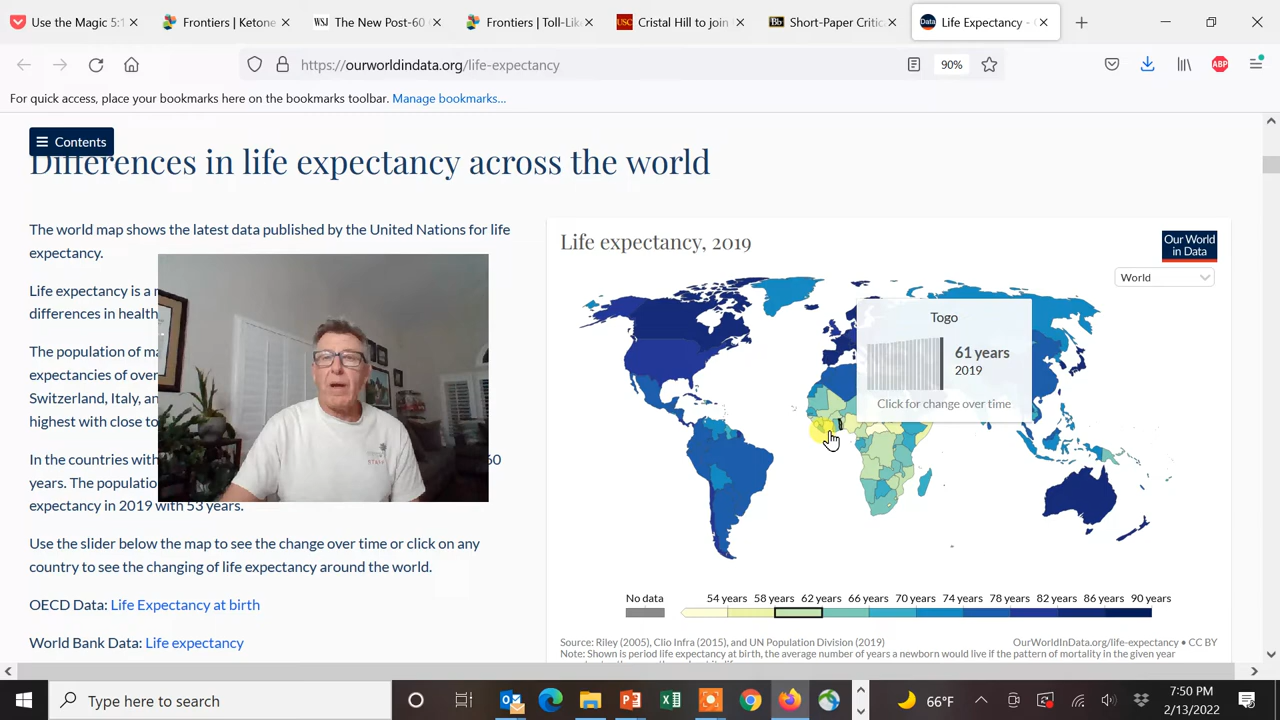 Use the Magic 5:1
Frontiers | Ketone
WSJ
The New Post-60
Frontiers | Toll-Lik
USC
Cristal Hill to join
Bb
Short-Paper Critic
Data
Life Expectancy -
https://ourworldindata.org/life-expectancy
90%
ABP
For quick access, place your bookmarks here on the bookmarks toolbar. Manage bookmarks...
Contents
Differences in life expectancy across the world
The world map shows the latest data published by the United Nations for life
expectancy.
Life expectancy is a
differences in health
The population of
expectancies of over
Switzerland, Italy,
highest with close to
In the countries with 60
years. The population
expectancy in 2019 with 53 years.
Use the slider below the map to see the change over time or click on any
country to see the changing of life expectancy around the world.
OECD Data: Life Expectancy at birth
World Bank Data: Life expectancy
Life expectancy, 2019
Our World
in Data
World
Togo
61 years
2019
Click for change over time
No data
54 years 58 years 62 years 66 years 70 years 74 years 78 years 82 years 86 years 90 years
Source: Riley (2005), Clio Infra (2015), and UN Population Division (2019)
OurWorldInData.org/life-expectancy • CC BY
Note: Shown is period life expectancy at birth, the average number of years a newborn would live if the pattern of mortality in the given year
STAFF
Type here to search
66°F
7:50 PM
2/13/2022